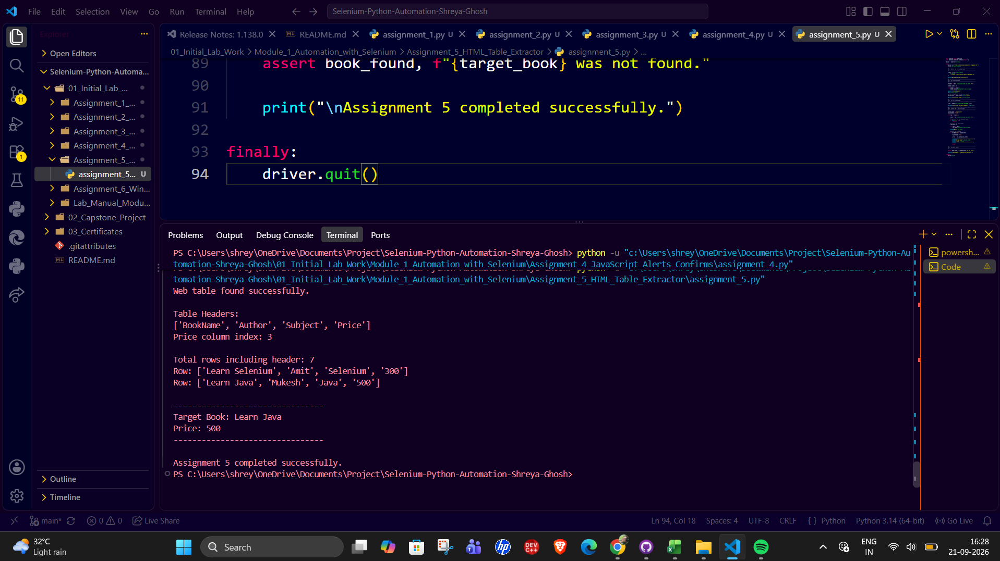 File Edit Selection View Go Run Terminal Help
Selenium-Python-Automation-Shreya-Ghosh
Explorer
Open Editors
Selenium-Python-Automa...
01_Initial_Lab_...
Assignment_1_...
Assignment_2_...
Assignment_3_...
Assignment_4_...
Assignment_5_...
assignment_5... U
Assignment_6_Win...
Lab_Manual_Modu...
02_Capstone_Project
03_Certificates
.gitattributes
README.md
Outline
Timeline
11
1
Release Notes: 1.138.0
README.md
assignment_1.py U
assignment_2.py U
assignment_3.py U
assignment_4.py U
assignment_5.py U
01_Initial_Lab_Work > Module_1_Automation_with_Selenium > Assignment_5_HTML_Table_Extractor > assignment_5.py > ...
89 assert book_found, f"{target_book} was not found."
90
91 print("\nAssignment 5 completed successfully.")
92
93 finally:
94 driver.quit()
Problems Output Debug Console Terminal Ports
PS C:\Users\shrey\OneDrive\Documents\Project\Selenium-Python-Automation-Shreya-Ghosh> python -u "c:\Users\shrey\OneDrive\Documents\Project\Selenium-Python-Au
tomation-Shreya-Ghosh\01_Initial_Lab_Work\Module_1_Automation_with_Selenium\Assignment_4_JavaScript_Alerts_Confirms\assignment_4.py"
tomation-Shreya-Ghosh\01_Initial_Lab_Work\Module_1_Automation_with_Selenium\Assignment_5_HTML_Table_Extractor\assignment_5.py"
Web table found successfully.
Table Headers:
['BookName', 'Author', 'Subject', 'Price']
Price column index: 3
Total rows including header: 7
Row: ['Learn Selenium', 'Amit', 'Selenium', '300']
Row: ['Learn Java', 'Mukesh', 'Java', '500']
--------------------------------
Target Book: Learn Java
Price: 500
--------------------------------
Assignment 5 completed successfully.
PS C:\Users\shrey\OneDrive\Documents\Project\Selenium-Python-Automation-Shreya-Ghosh>
powersh...
Code
main* 0 0 Live Share
Ln 94, Col 18 Spaces: 4 UTF-8 CRLF { } Python Python 3.14 (64-bit) Go Live
32°C
Light rain
Search
DEV
C++
ENG
IN
16:28
21-09-2026